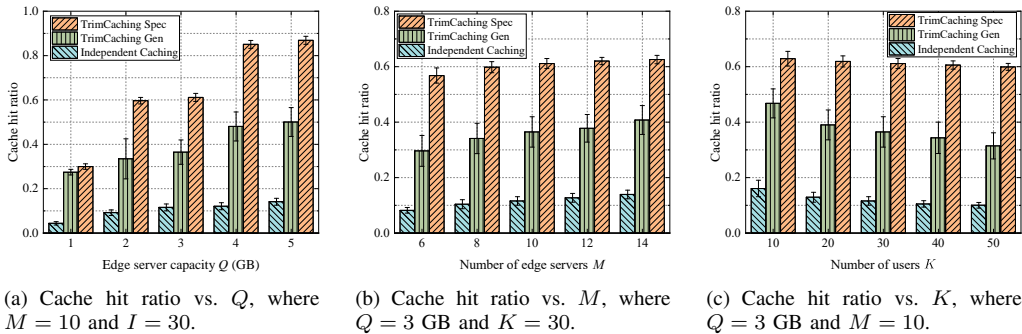 TrimCaching Spec
TrimCaching Gen
Independent Caching
Cache hit ratio
1.0
0.8
0.6
0.4
0.2
0.0
1 2 3 4 5
Edge server capacity Q (GB)
(a) Cache hit ratio vs. Q, where
M = 10 and I = 30.
TrimCaching Spec
TrimCaching Gen
Independent Caching
Cache hit ratio
0.8
0.6
0.4
0.2
0.0
6 8 10 12 14
Number of edge servers M
(b) Cache hit ratio vs. M, where
Q = 3 GB and K = 30.
TrimCaching Spec
TrimCaching Gen
Independent Caching
Cache hit ratio
0.8
0.6
0.4
0.2
0.0
10 20 30 40 50
Number of users K
(c) Cache hit ratio vs. K, where
Q = 3 GB and M = 10.